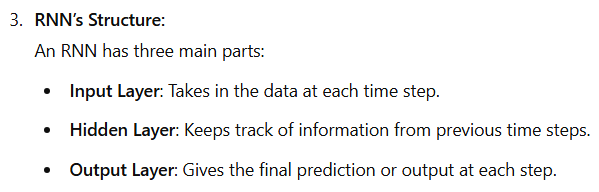 3. RNN’s Structure:
An RNN has three main parts:
• Input Layer: Takes in the data at each time step.
• Hidden Layer: Keeps track of information from previous time steps.
• Output Layer: Gives the final prediction or output at each step.